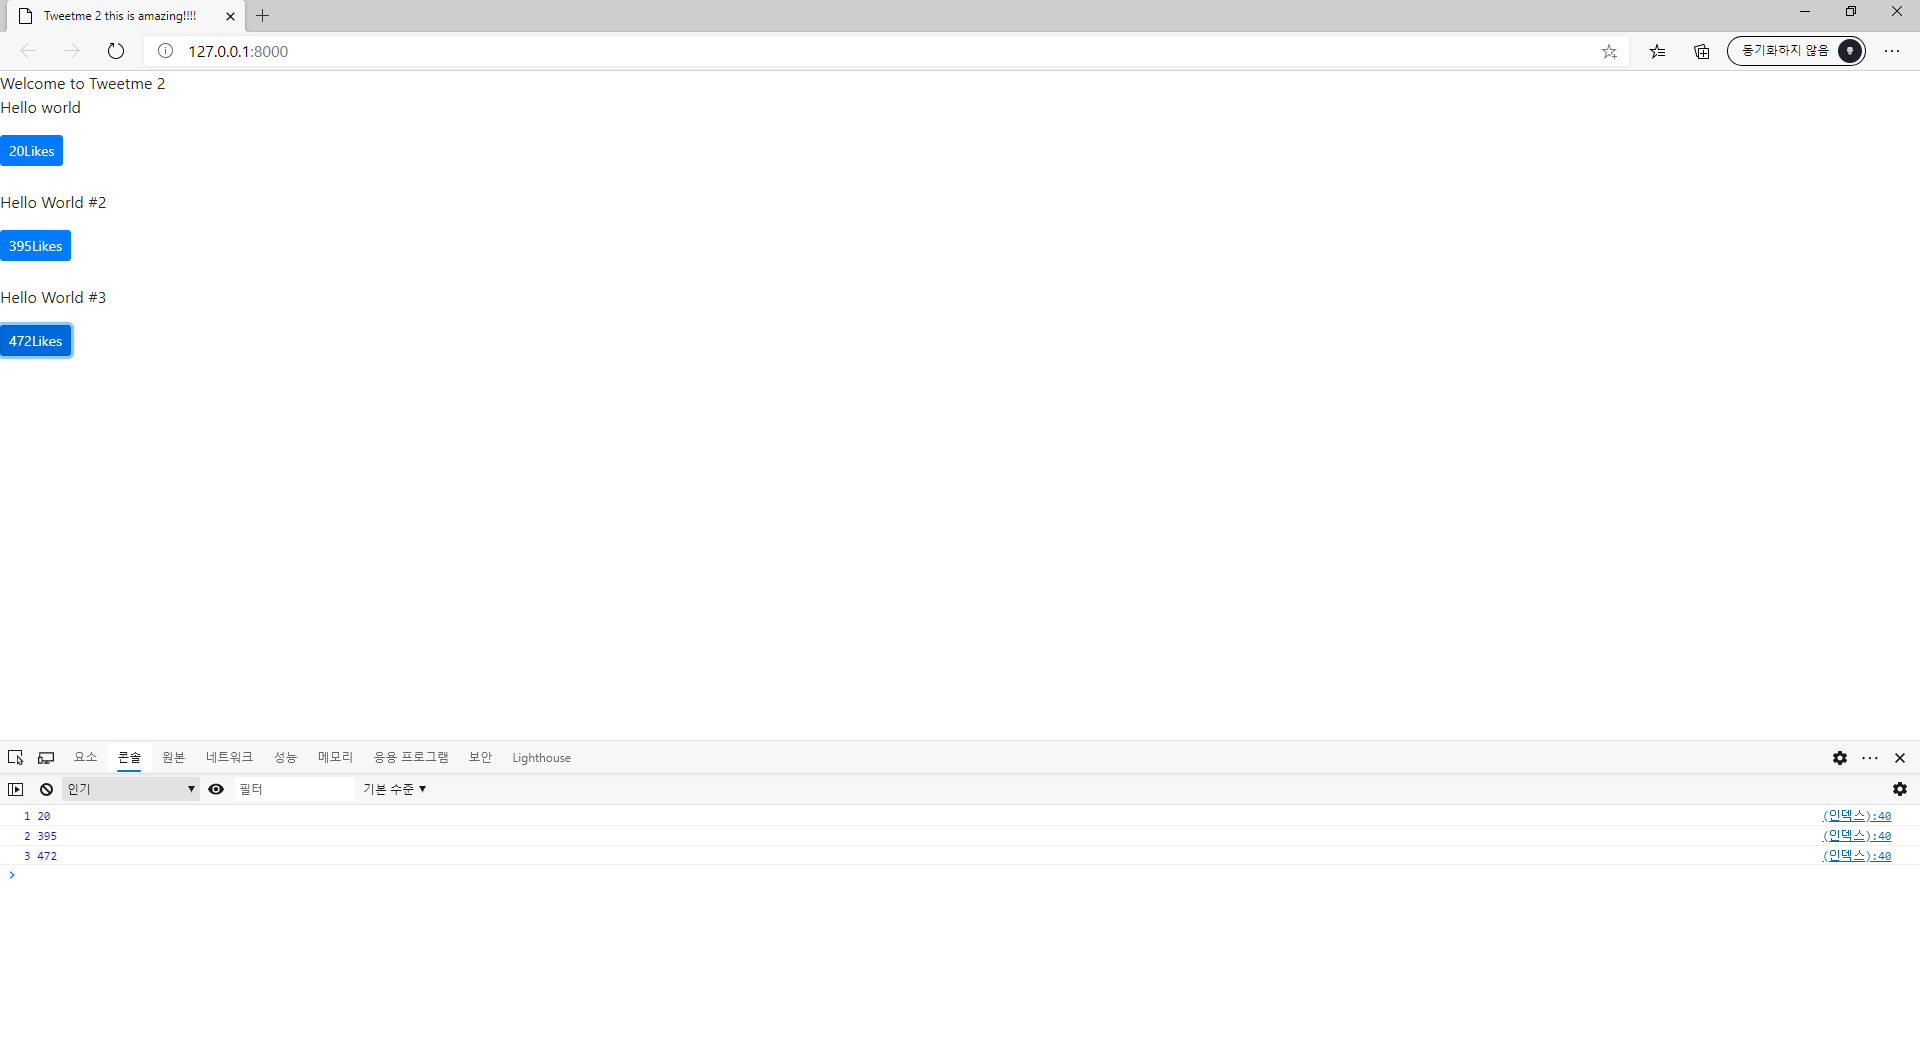 Tweetme 2 this is amazing!!!!
127.0.0.1:8000
동기화하지 않음
Welcome to Tweetme 2
Hello world
20Likes
Hello World #2
395Likes
Hello World #3
472Likes
요소 콘솔 원본 네트워크 성능 메모리 응용 프로그램 보안 Lighthouse
인기 필터 기본 수준
1 20 (인덱스):40
2 395 (인덱스):40
3 472 (인덱스):40